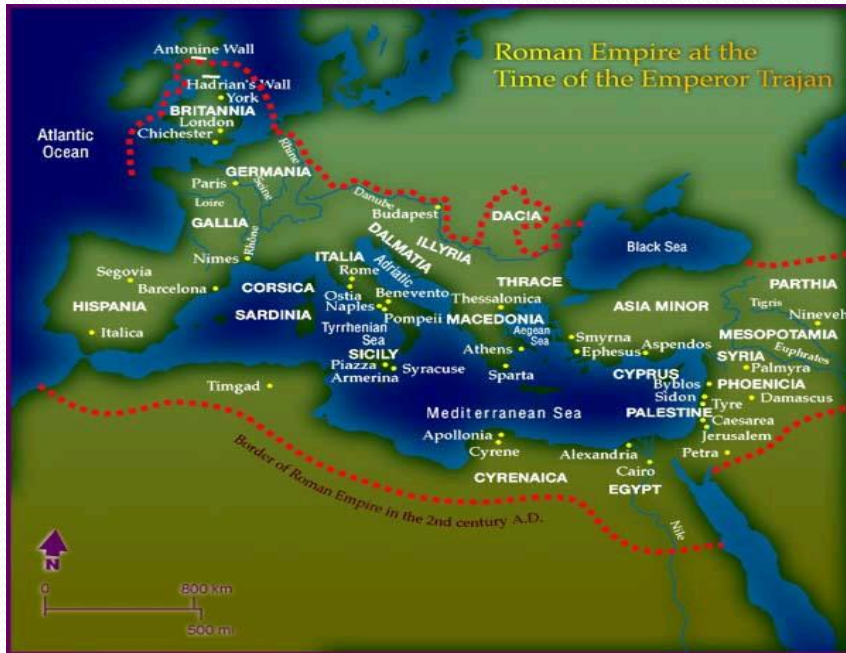 Roman Empire at the
Time of the Emperor Trajan
Antonine Wall
Hadrian's Wall
York
BRITANNIA
London
Chichester
Atlantic
Ocean
GERMANIA
Rhine
Paris
Seine
Loire
GALLIA
Rhône
Nimes
Danube
Budapest
DACIA
ILLYRIA
DALMATIA
Adriatic
Black Sea
Segovia
Barcelona
HISPANIA
Italica
CORSICA
SARDINIA
ITALIA
Rome
Ostia
Naples
Benevento
Pompeii
Tyrrhenian
Sea
SICILY
Piazza
Armerina
Syracuse
THRACE
Thessalonica
MACEDONIA
Aegean
Sea
Athens
Sparta
ASIA MINOR
Smyrna
Ephesus
Aspendos
PARTHIA
Tigris
Nineveh
MESOPOTAMIA
Euphrates
SYRIA
Palmyra
CYPRUS
Byblos
PHOENICIA
Sidon
Damascus
Tyre
PALESTINE
Caesarea
Jerusalem
Petra
Timgad
Mediterranean Sea
Apollonia
Cyrene
CYRENAICA
Alexandria
Cairo
EGYPT
Nile
Border of Roman Empire in the 2nd century A.D.
N
0
800 km
500 mi